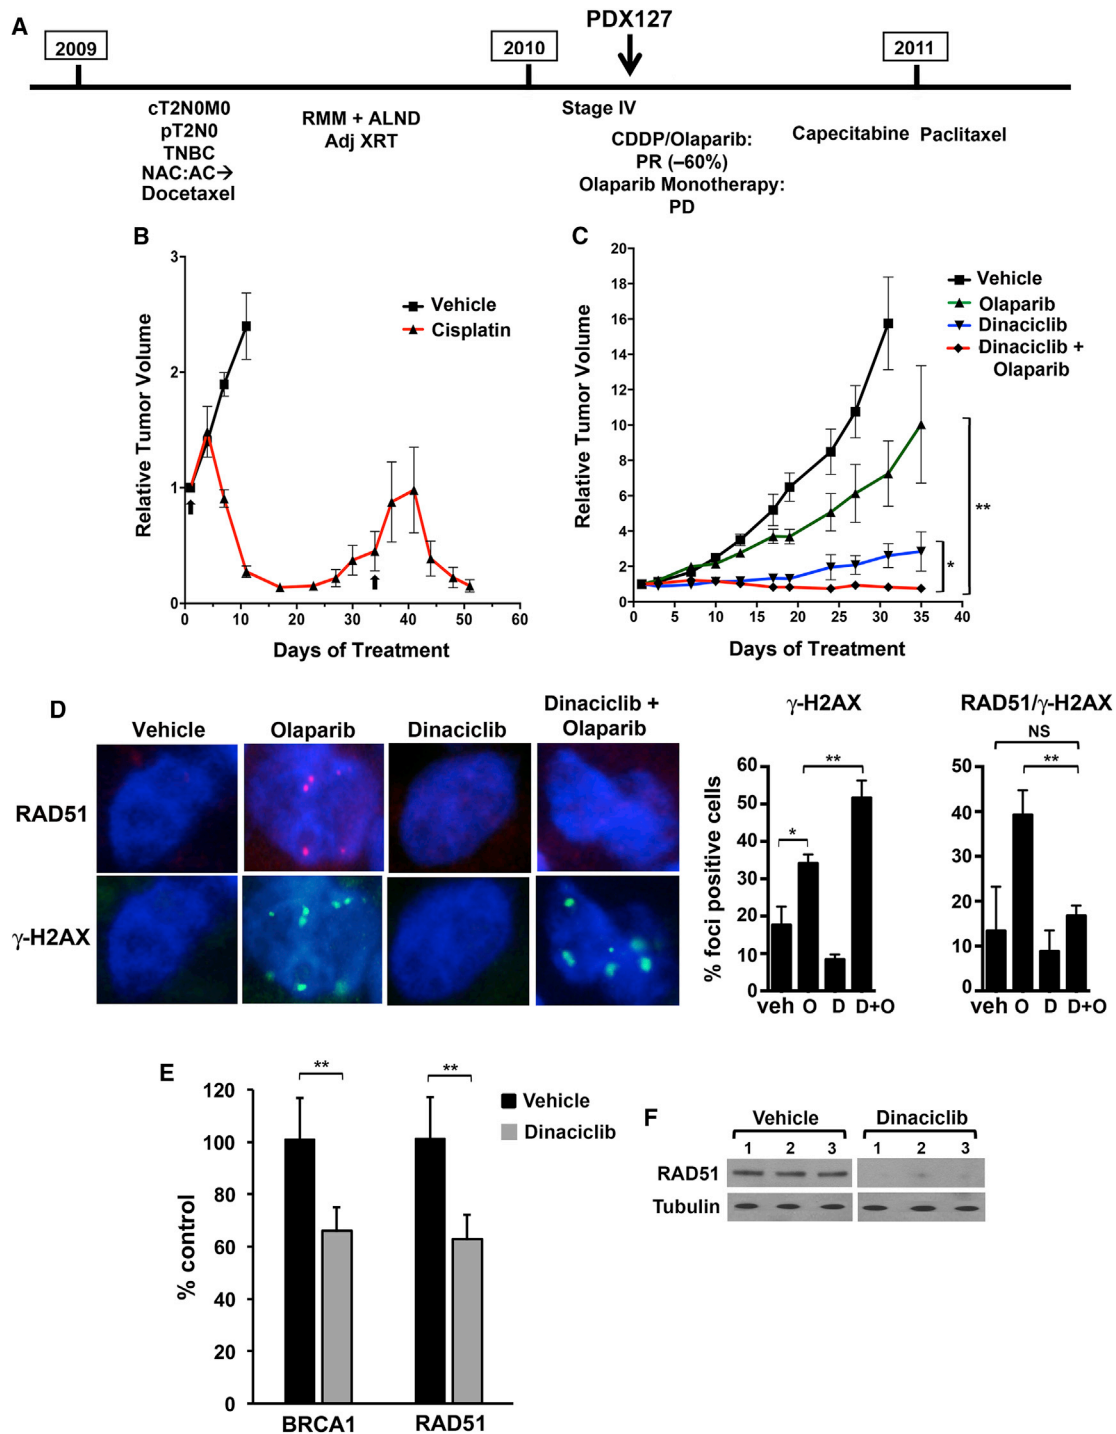 A
PDX127
2009
2010
2011
cT2N0M0
pT2N0
TNBC
NAC:AC→
Docetaxel
RMM + ALND
Adj XRT
Stage IV
CDDP/Olaparib:
PR (–60%)
Olaparib Monotherapy:
PD
Capecitabine
Paclitaxel
B
Relative Tumor Volume
3
2
1
0
0 10 20 30 40 50 60
Days of Treatment
Vehicle
Cisplatin
C
Relative Tumor Volume
20
18
16
14
12
10
8
6
4
2
0
0 5 10 15 20 25 30 35 40
Days of Treatment
Vehicle
Olaparib
Dinaciclib
Dinaciclib +
Olaparib
**
*
D
Vehicle
Olaparib
Dinaciclib
Dinaciclib +
Olaparib
RAD51
γ-H2AX
γ-H2AX
% foci positive cells
60
50
40
30
20
10
0
*
**
veh O D D+O
RAD51/γ-H2AX
NS
**
50
40
30
20
10
0
veh O D D+O
E
% control
120
100
80
60
40
20
0
**
**
BRCA1
RAD51
Vehicle
Dinaciclib
F
Vehicle
Dinaciclib
1 2 3 1 2 3
RAD51
Tubulin